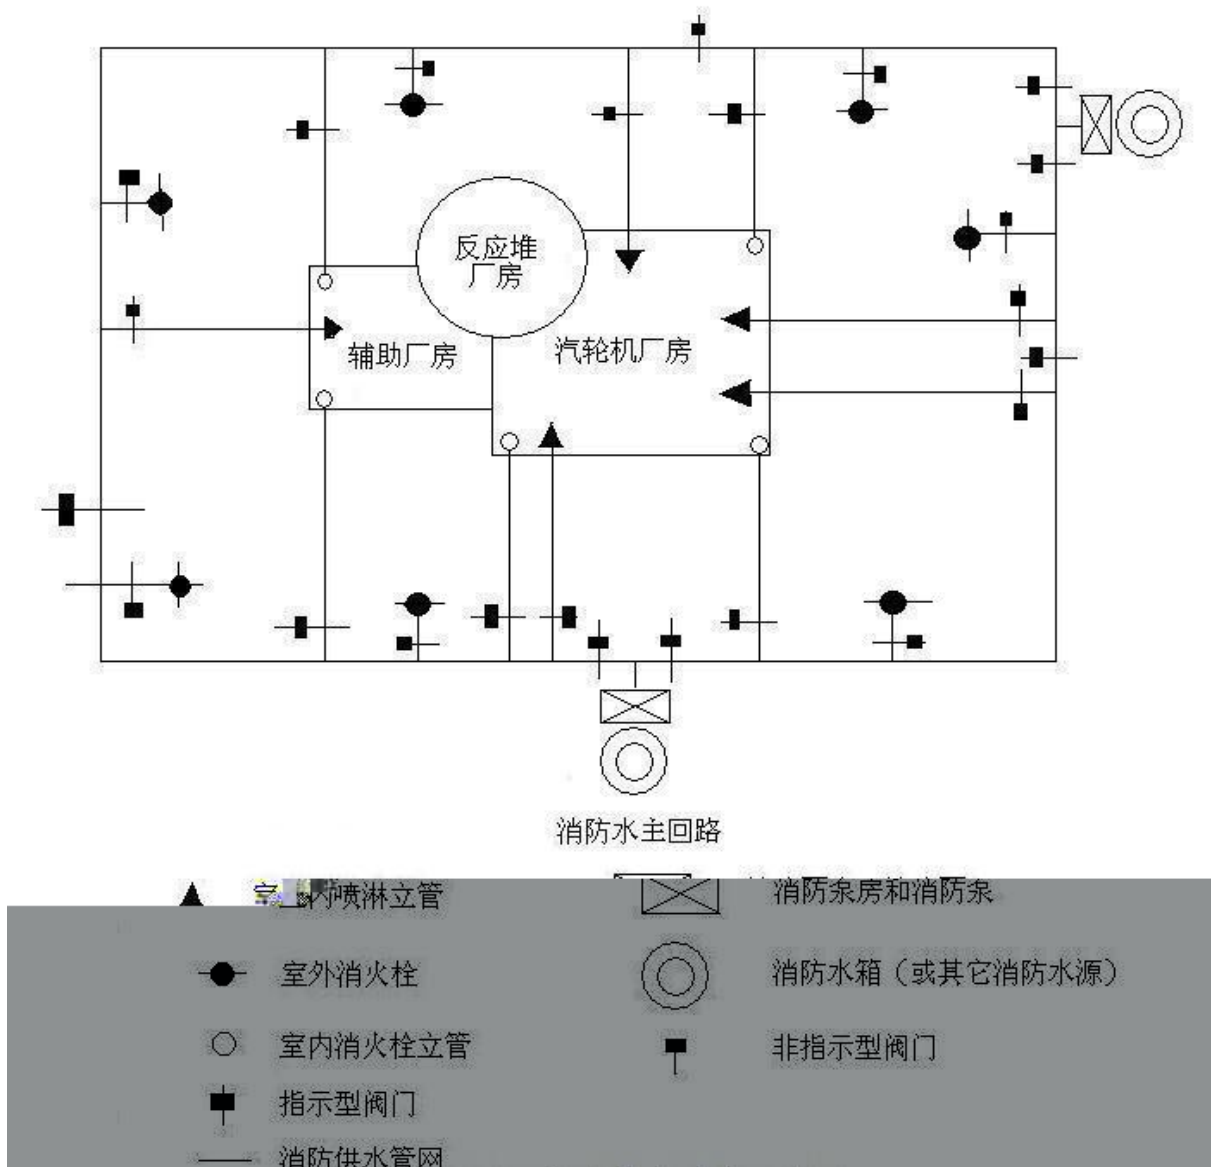 反应堆
厂房
辅助厂房
汽轮机厂房
消防水主回路
室内喷淋立管
消防泵房和消防泵
室外消火栓
消防水箱（或其它消防水源）
室内消火栓立管
非指示型阀门
指示型阀门
消防供水管网